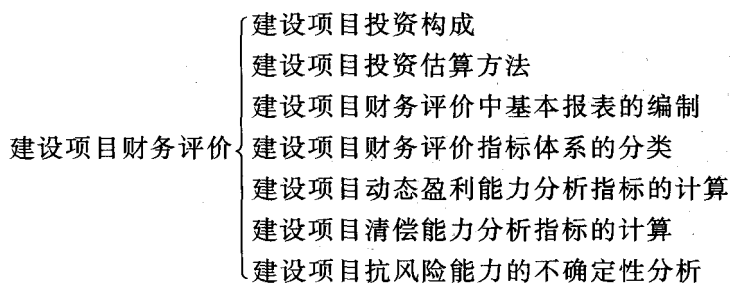 建设项目财务评价
建设项目投资构成
建设项目投资估算方法
建设项目财务评价中基本报表的编制
建设项目财务评价指标体系的分类
建设项目动态盈利能力分析指标的计算
建设项目清偿能力分析指标的计算
建设项目抗风险能力的不确定性分析